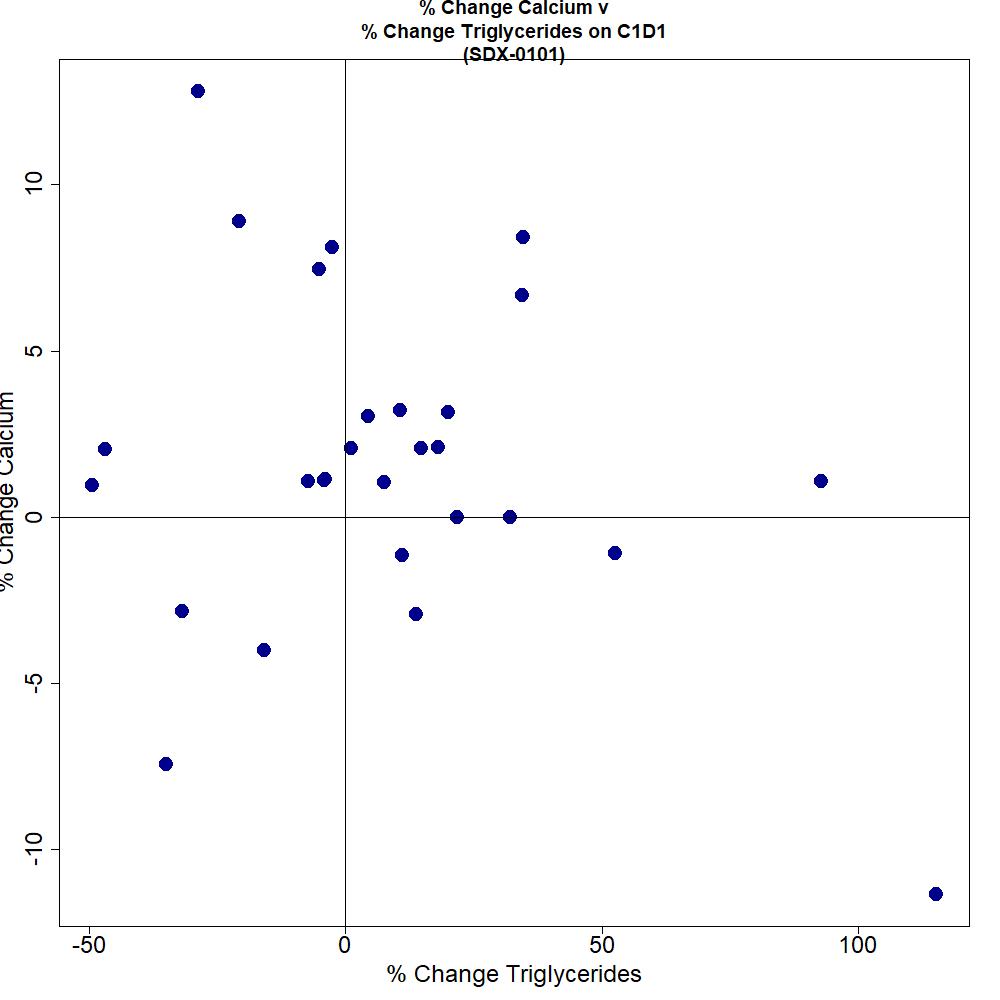 % Change Calcium v
% Change Triglycerides on C1D1
(SDX-0101)
% Change Calcium
10
5
0
-5
-10
-50
0
50
100
% Change Triglycerides